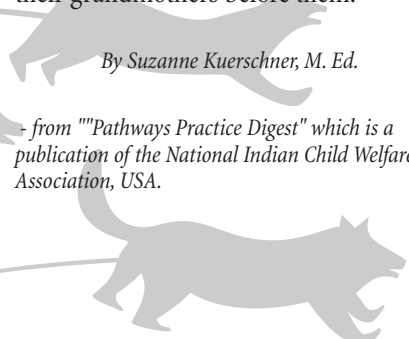 their grandmothers before them.
By Suzanne Kuerschner, M. Ed.
- from ""Pathways Practice Digest" which is a
publication of the National Indian Child Welfare
Association, USA.